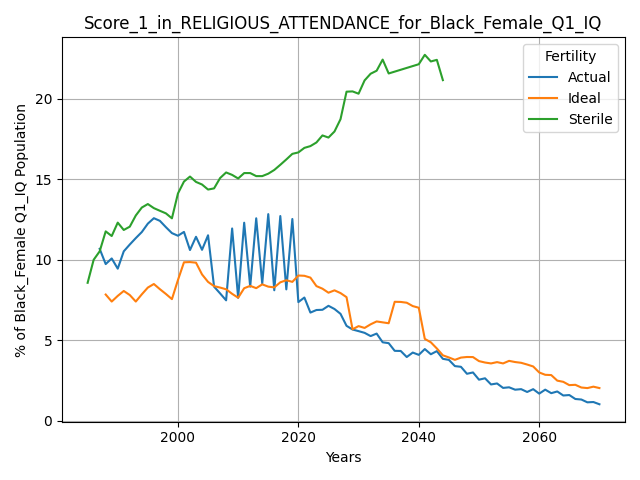 Score_1_in_RELIGIOUS_ATTENDANCE_for_Black_Female_Q1_IQ
% of Black_Female Q1_IQ Population
20
15
10
5
0
Fertility
Actual
Ideal
Sterile
2000
2020
2040
2060
Years